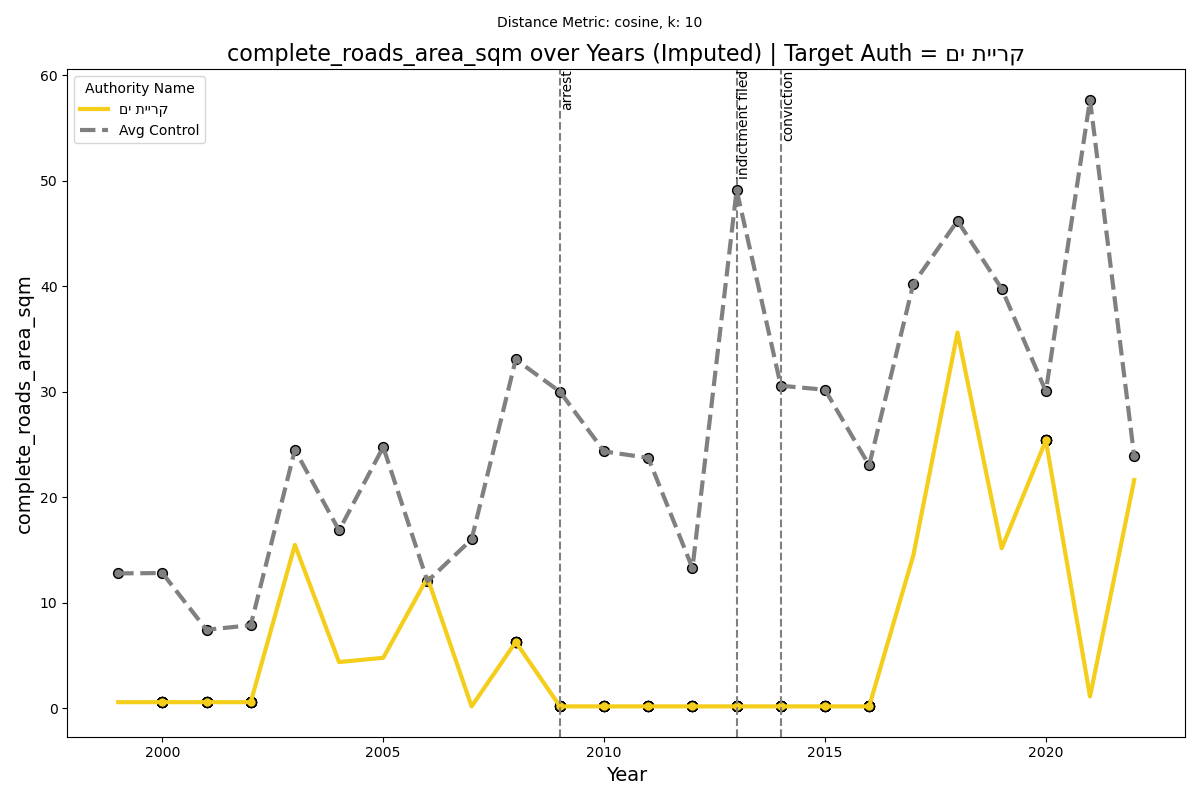 Distance Metric: cosine, k: 10
complete_roads_area_sqm over Years (Imputed) | Target Auth = קריית ים
Authority Name
קריית ים
Avg Control
arrest
indictment filed
conviction
complete_roads_area_sqm
60
50
40
30
20
10
0
2000
2005
2010
2015
2020
Year